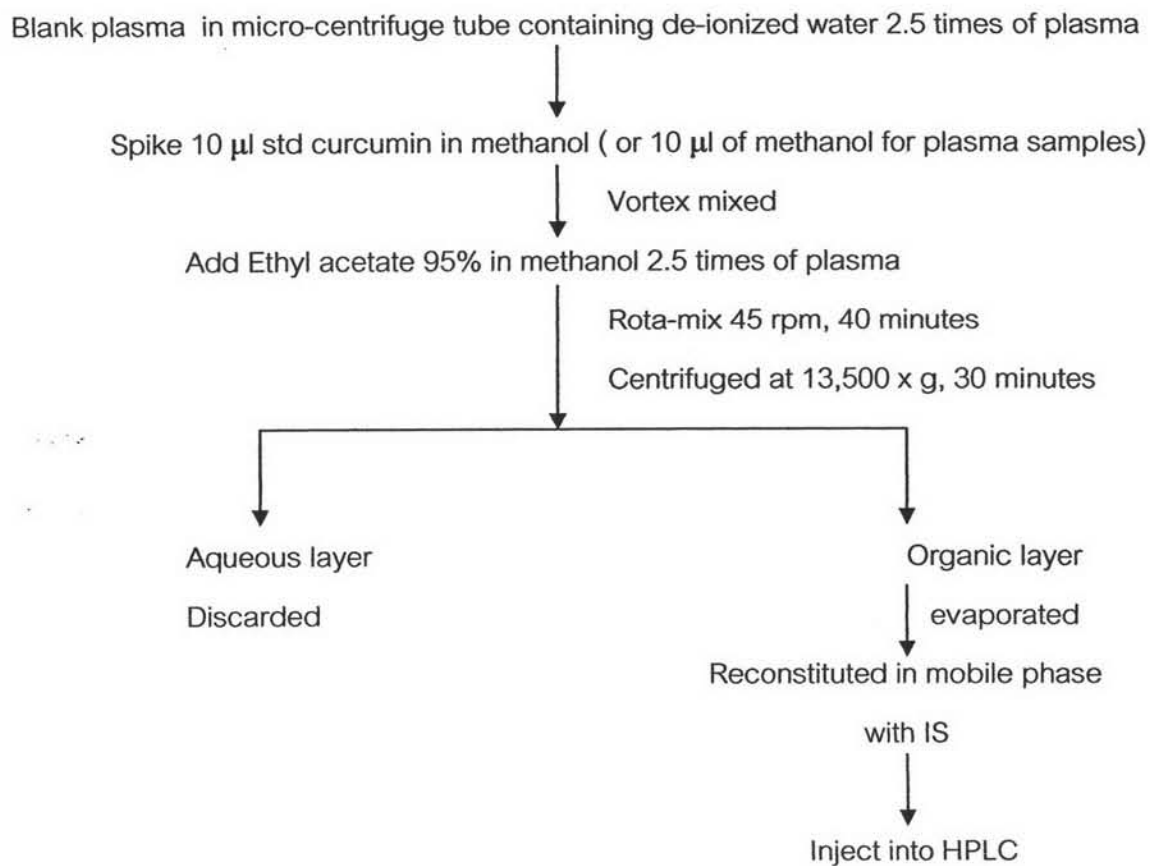 Blank plasma in micro-centrifuge tube containing de-ionized water 2.5 times of plasma
Spike 10 µl std curcumin in methanol ( or 10 µl of methanol for plasma samples)
Vortex mixed
Add Ethyl acetate 95% in methanol 2.5 times of plasma
Rota-mix 45 rpm, 40 minutes
Centrifuged at 13,500 x g, 30 minutes
Aqueous layer
Discarded
Organic layer
evaporated
Reconstituted in mobile phase
with IS
Inject into HPLC